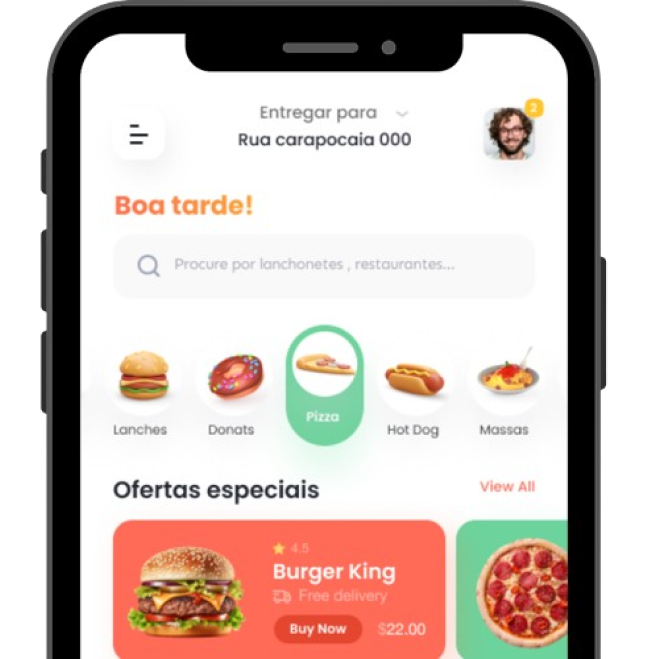 Entregar para
2
Rua carapocaia 000
Boa tarde!
Procure por lanchonetes , restaurantes...
Pizza
Lanches
Donats
Hot Dog
Massas
Ofertas especiais
View All
4.5
Burger King
Free delivery
Buy Now
$22.00